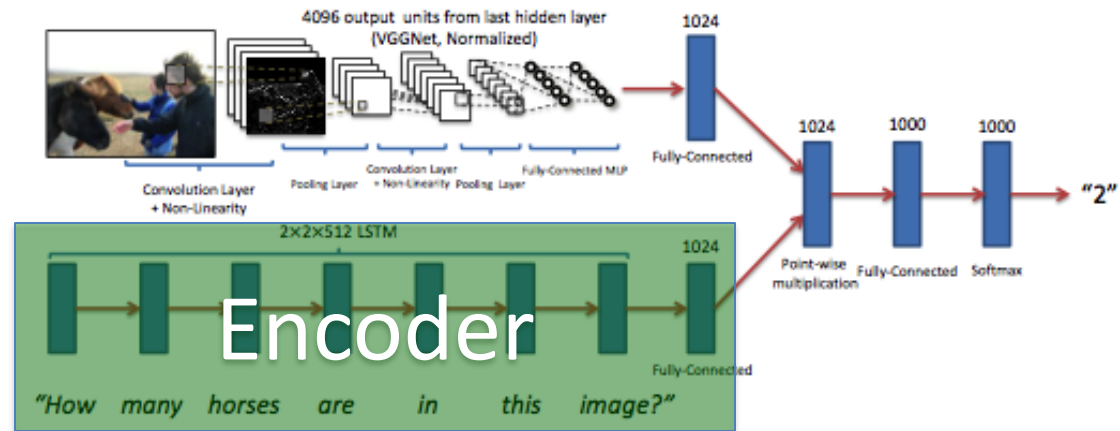 4096 output units from last hidden layer
(VGGNet, Normalized)
1024
Fully-Connected
Convolution Layer
+ Non-Linearity
Pooling Layer
Convolution Layer
+ Non-Linearity
Pooling Layer
Fully-Connected MLP
2×2×512 LSTM
1024
Fully-Connected
Encoder
"How many horses are in this image?"
1024
Point-wise
multiplication
1000
Fully-Connected
1000
Softmax
"2"